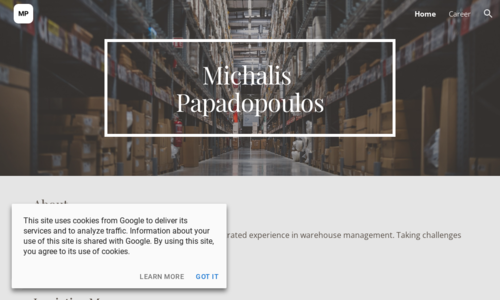 MP
Home
Career
Michalis
Papadopoulos
About
rated experience in warehouse management. Taking challenges
This site uses cookies from Google to deliver its
services and to analyze traffic. Information about your
use of this site is shared with Google. By using this site,
you agree to its use of cookies.
LEARN MORE
GOT IT